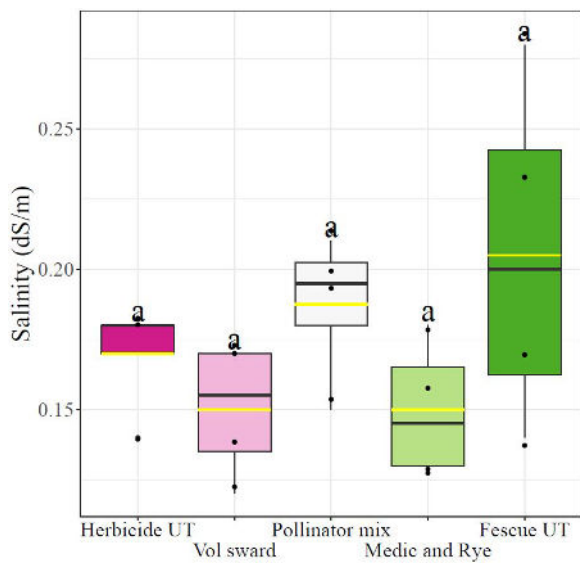 a
0.25
a
a
a
a
0.20
0.15
Salinity (dS/m)
Herbicide UT
Pollinator mix
Fescue UT
Vol sward
Medic and Rye